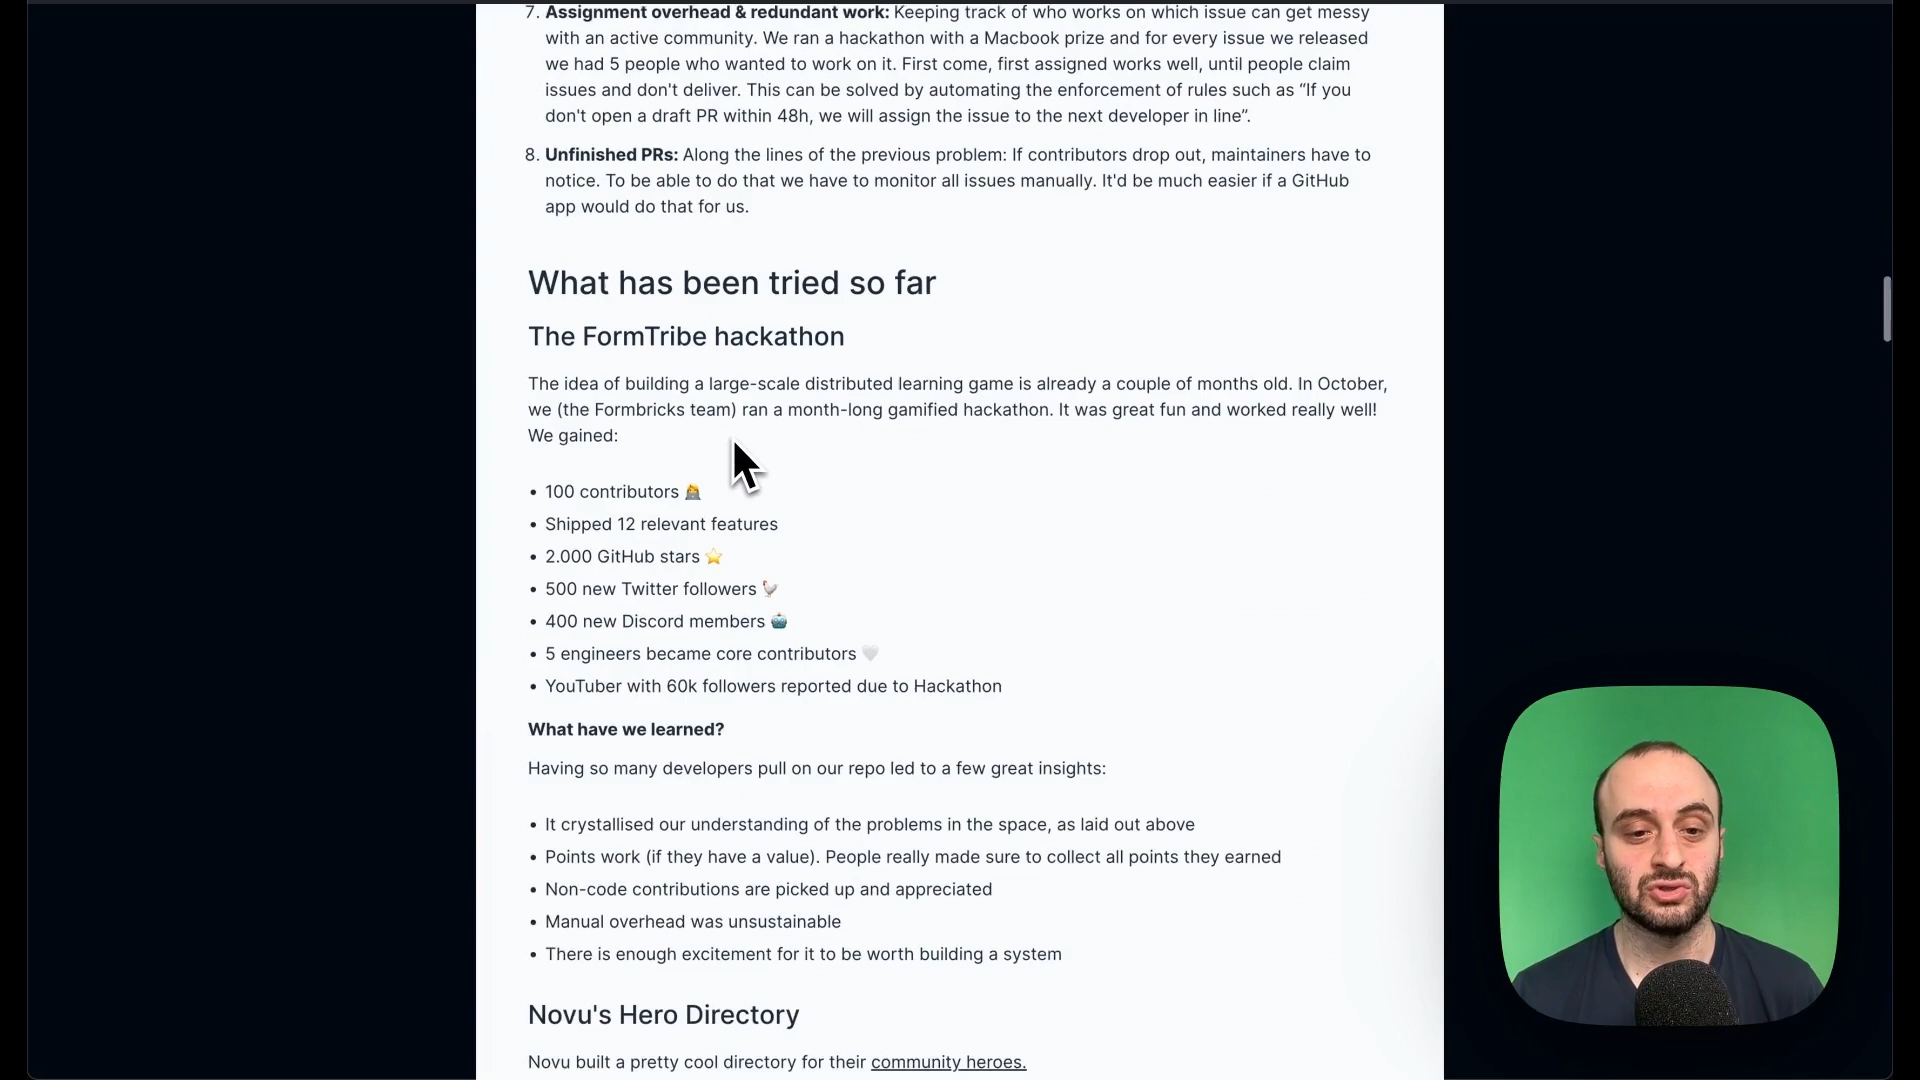 7. Assignment overhead & redundant work: Keeping track of who works on which issue can get messy
with an active community. We ran a hackathon with a Macbook prize and for every issue we released
we had 5 people who wanted to work on it. First come, first assigned works well, until people claim
issues and don't deliver. This can be solved by automating the enforcement of rules such as “If you
don't open a draft PR within 48h, we will assign the issue to the next developer in line”.
8. Unfinished PRs: Along the lines of the previous problem: If contributors drop out, maintainers have to
notice. To be able to do that we have to monitor all issues manually. It'd be much easier if a GitHub
app would do that for us.
What has been tried so far
The FormTribe hackathon
The idea of building a large-scale distributed learning game is already a couple of months old. In October,
we (the Formbricks team) ran a month-long gamified hackathon. It was great fun and worked really well!
We gained:
• 100 contributors 🙇
• Shipped 12 relevant features
• 2.000 GitHub stars ⭐
• 500 new Twitter followers 🐓
• 400 new Discord members 🤖
• 5 engineers became core contributors 🤍
• YouTuber with 60k followers reported due to Hackathon
What have we learned?
Having so many developers pull on our repo led to a few great insights:
• It crystallised our understanding of the problems in the space, as laid out above
• Points work (if they have a value). People really made sure to collect all points they earned
• Non-code contributions are picked up and appreciated
• Manual overhead was unsustainable
• There is enough excitement for it to be worth building a system
Novu's Hero Directory
Novu built a pretty cool directory for their community heroes.